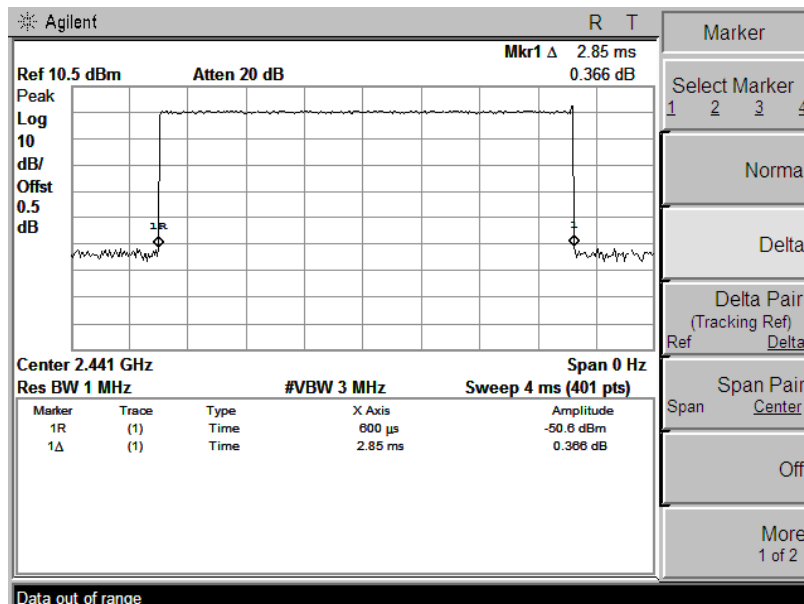 Agilent R T
Mkr1 Δ 2.85 ms
Ref 10.5 dBm Atten 20 dB 0.366 dB
Peak
Log
10
dB/
Offst
0.5
dB
1R
1
Center 2.441 GHz Span 0 Hz
Res BW 1 MHz #VBW 3 MHz Sweep 4 ms (401 pts)
Marker Trace Type X Axis Amplitude
1R (1) Time 600 µs -50.6 dBm
1Δ (1) Time 2.85 ms 0.366 dB
Data out of range
Marker
Select Marker
1 2 3 4
Norma
Delta
Delta Pair
(Tracking Ref)
Ref Delta
Span Pair
Span Center
Off
More
1 of 2